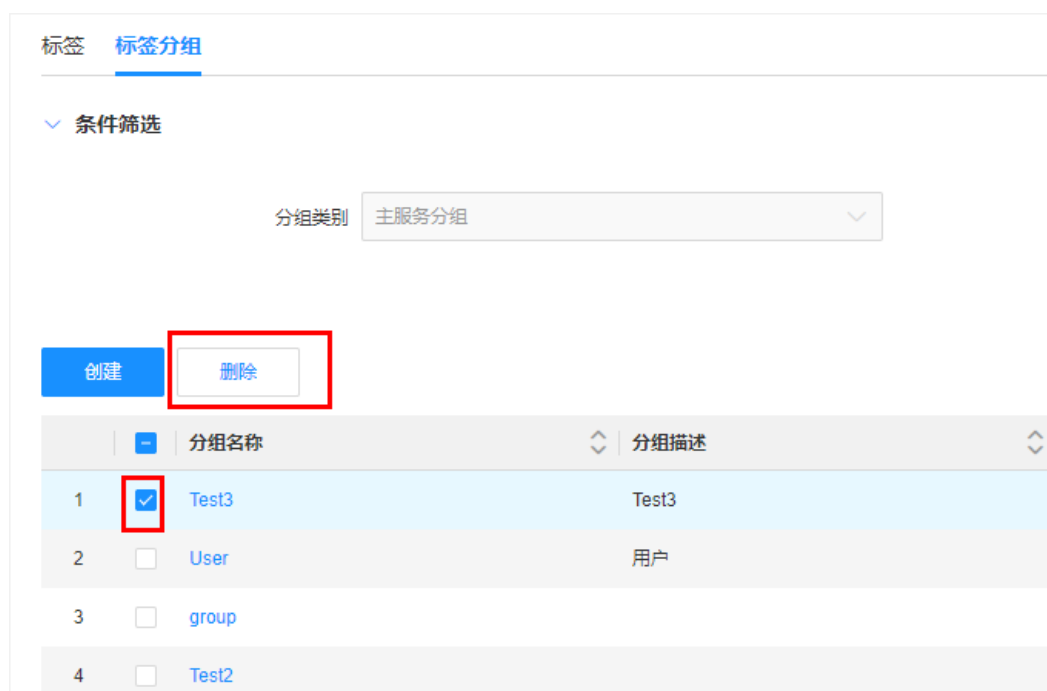 标签 标签分组
条件筛选
分组类别 主服务分组
创建 删除
分组名称 分组描述
1 Test3 Test3
2 User 用户
3 group
4 Test2